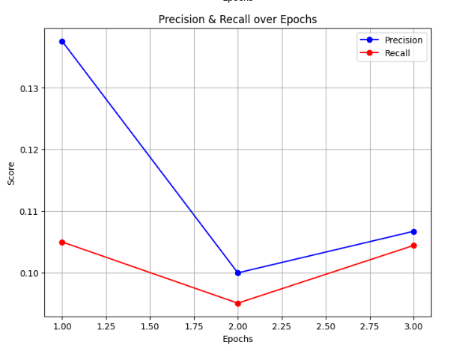 Epochs
Precision & Recall over Epochs
Precision
Recall
0.13
0.12
0.11
0.10
Score
1.00 1.25 1.50 1.75 2.00 2.25 2.50 2.75 3.00
Epochs